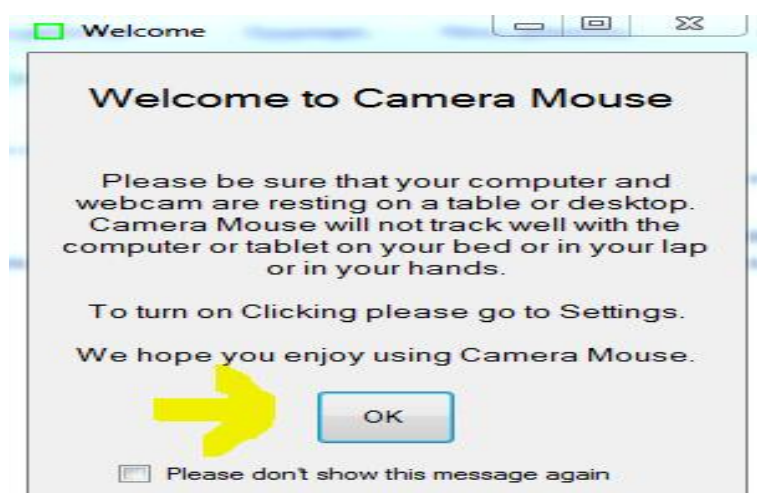 Welcome
Welcome to Camera Mouse
Please be sure that your computer and
webcam are resting on a table or desktop.
Camera Mouse will not track well with the
computer or tablet on your bed or in your lap
or in your hands.
To turn on Clicking please go to Settings.
We hope you enjoy using Camera Mouse.
OK
Please don't show this message again